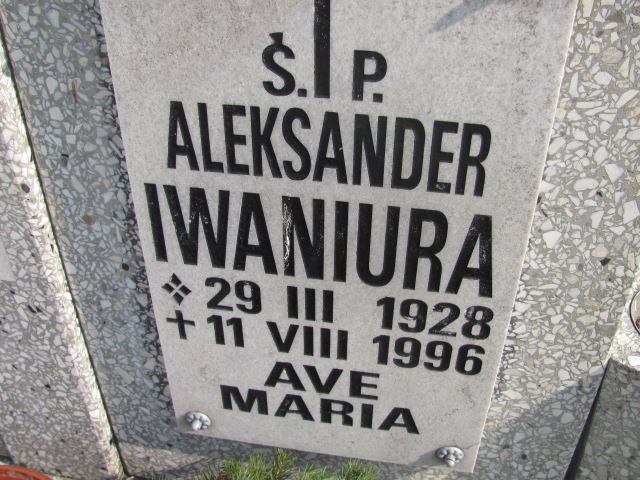 Ś. P.
ALEKSANDER
IWANIURA
29 III 1928
11 VIII 1996
AVE
MARIA